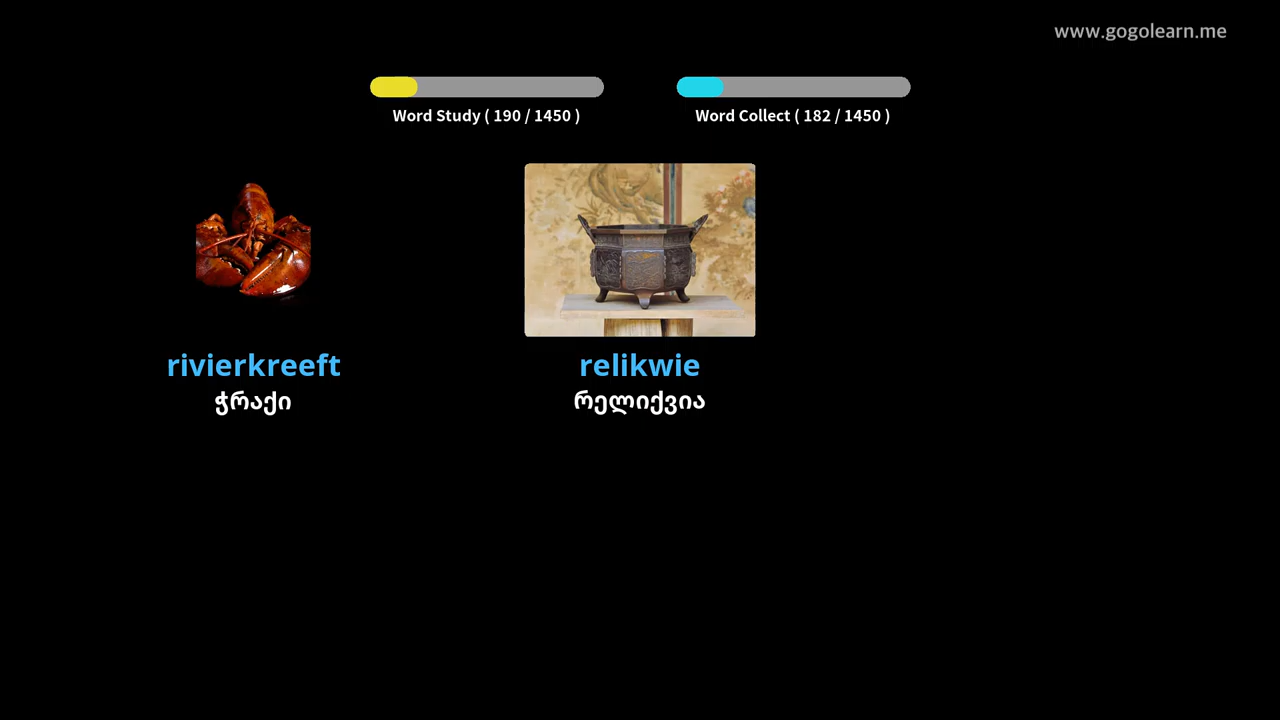 www.gogolearn.me
Word Study ( 190 / 1450 )
Word Collect ( 182 / 1450 )
rivierkreeft
ჭრაქი
relikwie
რელიქვია